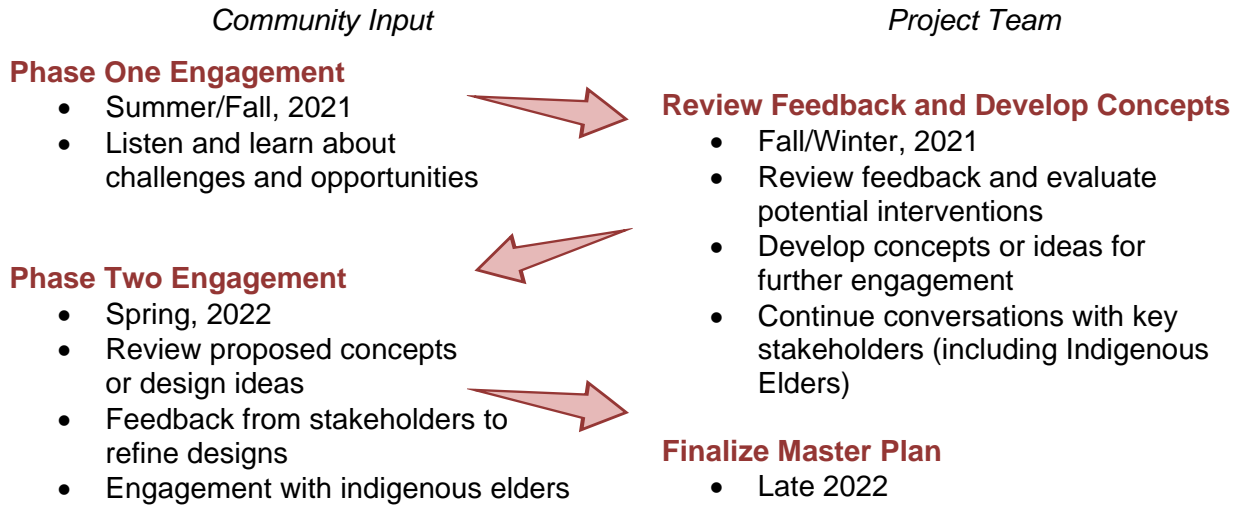 Community Input
Project Team
Phase One Engagement
• Summer/Fall, 2021
• Listen and learn about
challenges and opportunities
Review Feedback and Develop Concepts
• Fall/Winter, 2021
• Review feedback and evaluate
potential interventions
• Develop concepts or ideas for
further engagement
• Continue conversations with key
stakeholders (including Indigenous
Elders)
Phase Two Engagement
• Spring, 2022
• Review proposed concepts
or design ideas
• Feedback from stakeholders to
refine designs
• Engagement with indigenous elders
Finalize Master Plan
• Late 2022